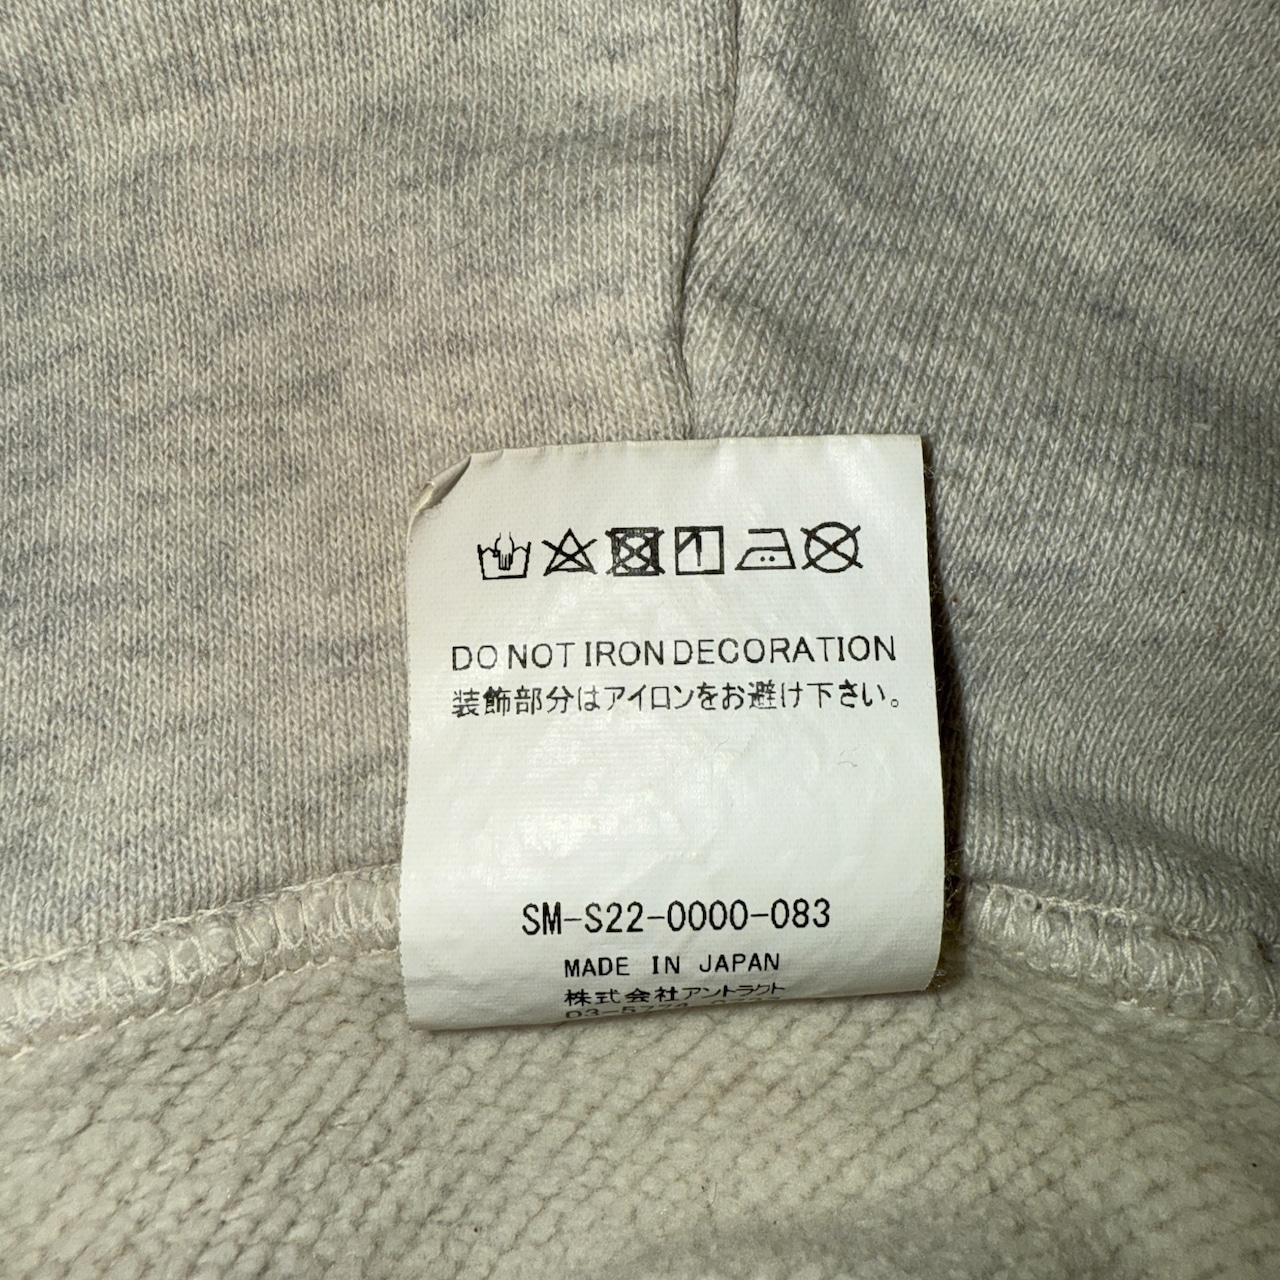 DO NOT IRON DECORATION
装飾部分はアイロンをお避け下さい。
SM-S22-0000-083
MADE IN JAPAN
株式会社アントラクト